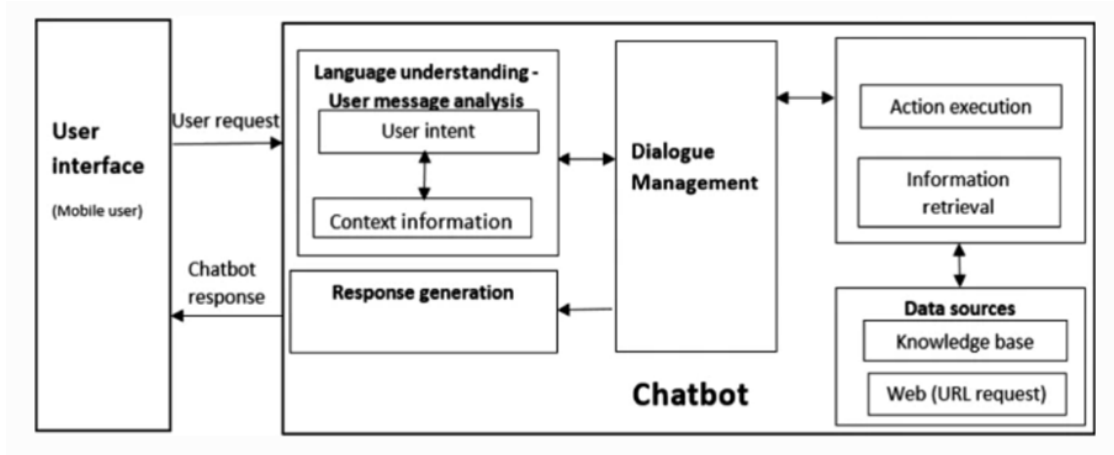 User
interface
(Mobile user)
User request
Chatbot
response
Language understanding -
User message analysis
User intent
Context information
Response generation
Dialogue
Management
Action execution
Information
retrieval
Data sources
Knowledge base
Web (URL request)
Chatbot